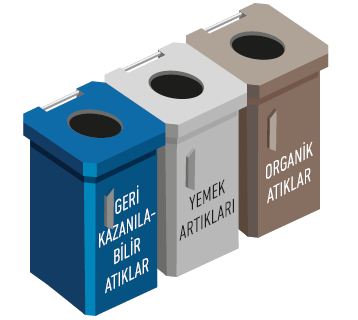 GERİ
KAZANILA-
BİLİR
ATIKLAR
YEMEK
ARTIKLARI
ORGANİK
ATIKLAR